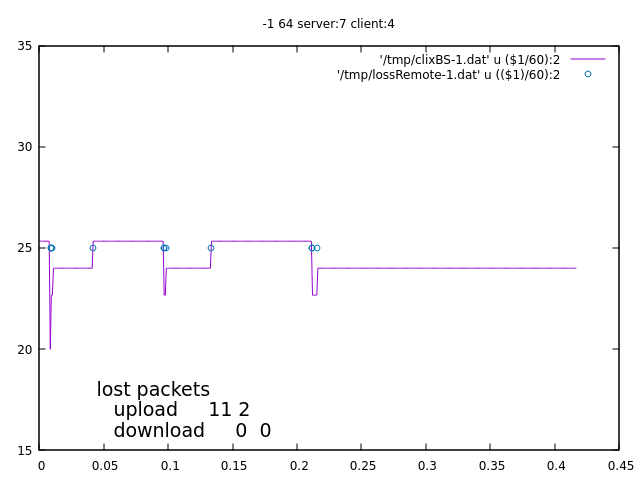 -1 64 server:7 client:4
'/tmp/clixBS-1.dat' u ($1/60):2
'/tmp/lossRemote-1.dat' u (($1)/60):2
35
30
25
20
15
lost packets
upload 11 2
download 0 0
0 0.05 0.1 0.15 0.2 0.25 0.3 0.35 0.4 0.45